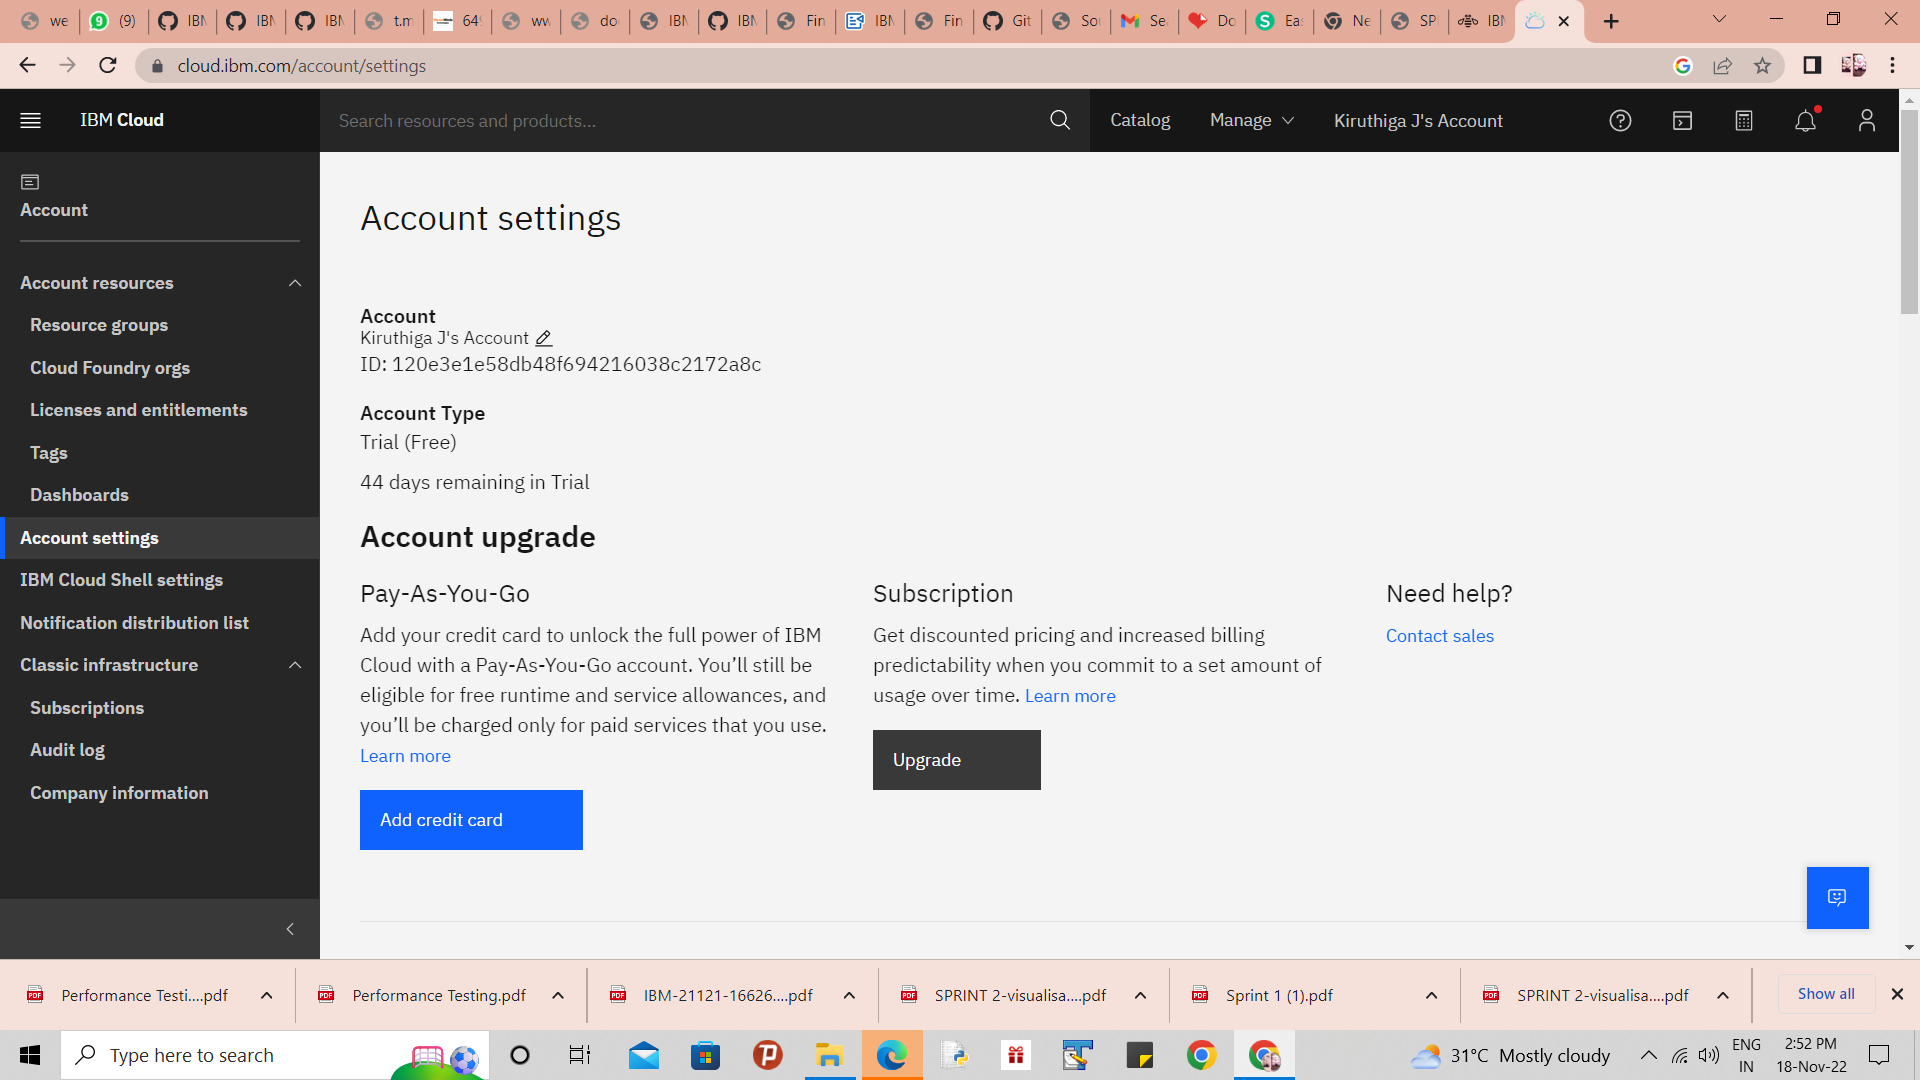 we
(9)
IBM
IBM
IBM
t.m
649
ww
doc
IBM
IBM
Fin
IBM
Fin
Git
Sou
Sea
Do
Eas
Ne
SPR
IBM
cloud.ibm.com/account/settings
IBM Cloud
Search resources and products...
Catalog
Manage
Kiruthiga J's Account
Account
Account resources
Resource groups
Cloud Foundry orgs
Licenses and entitlements
Tags
Dashboards
Account settings
IBM Cloud Shell settings
Notification distribution list
Classic infrastructure
Subscriptions
Audit log
Company information
Account settings
Account
Kiruthiga J's Account
ID: 120e3e1e58db48f694216038c2172a8c
Account Type
Trial (Free)
44 days remaining in Trial
Account upgrade
Pay-As-You-Go
Add your credit card to unlock the full power of IBM
Cloud with a Pay-As-You-Go account. You’ll still be
eligible for free runtime and service allowances, and
you’ll be charged only for paid services that you use.
Learn more
Add credit card
Subscription
Get discounted pricing and increased billing
predictability when you commit to a set amount of
usage over time. Learn more
Upgrade
Need help?
Contact sales
Performance Testi....pdf
Performance Testing.pdf
IBM-21121-16626....pdf
SPRINT 2-visualisa....pdf
Sprint 1 (1).pdf
SPRINT 2-visualisa....pdf
Show all
Type here to search
31°C Mostly cloudy
ENG
IN
2:52 PM
18-Nov-22